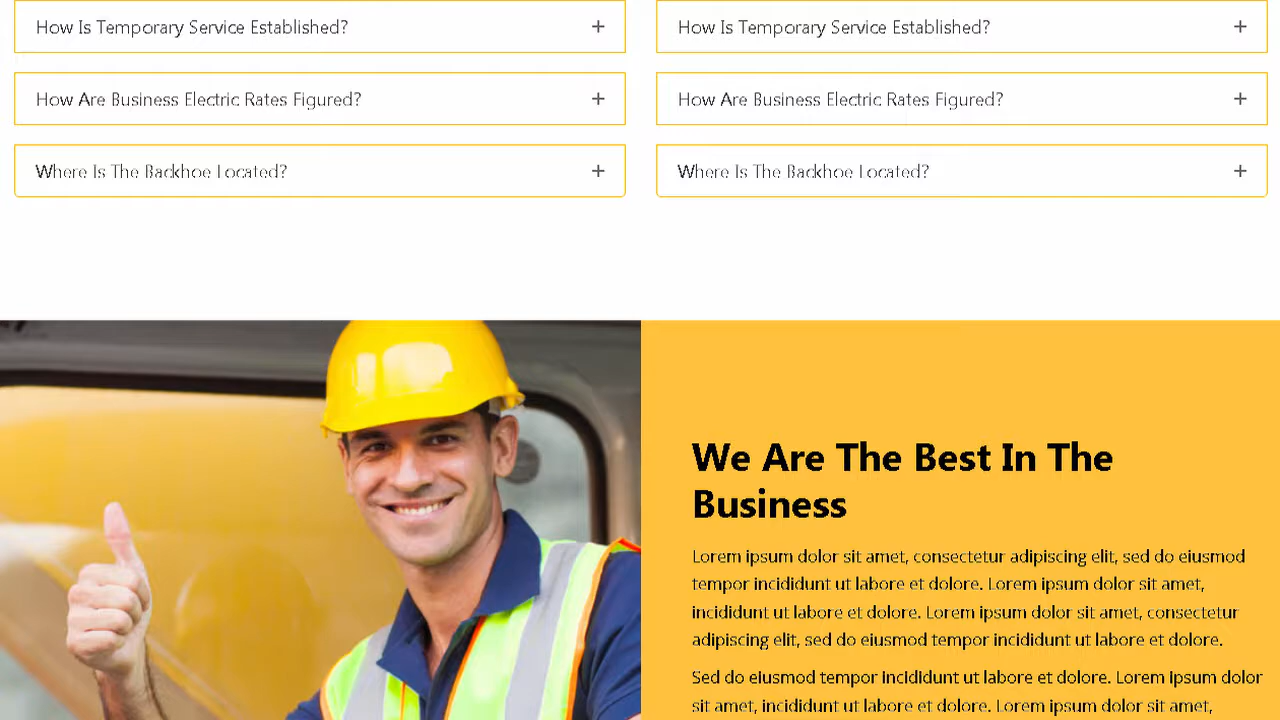 How Is Temporary Service Established? +
How Is Temporary Service Established? +
How Are Business Electric Rates Figured? +
How Are Business Electric Rates Figured? +
Where Is The Backhoe Located? +
Where Is The Backhoe Located? +
We Are The Best In The
Business
Lorem ipsum dolor sit amet, consectetur adipiscing elit, sed do eiusmod
tempor incididunt ut labore et dolore. Lorem ipsum dolor sit amet,
incididunt ut labore et dolore. Lorem ipsum dolor sit amet, consectetur
adipiscing elit, sed do eiusmod tempor incididunt ut labore et dolore.
Sed do eiusmod tempor incididunt ut labore et dolore. Lorem ipsum dolor
sit amet, incididunt ut labore et dolore. Lorem ipsum dolor sit amet,